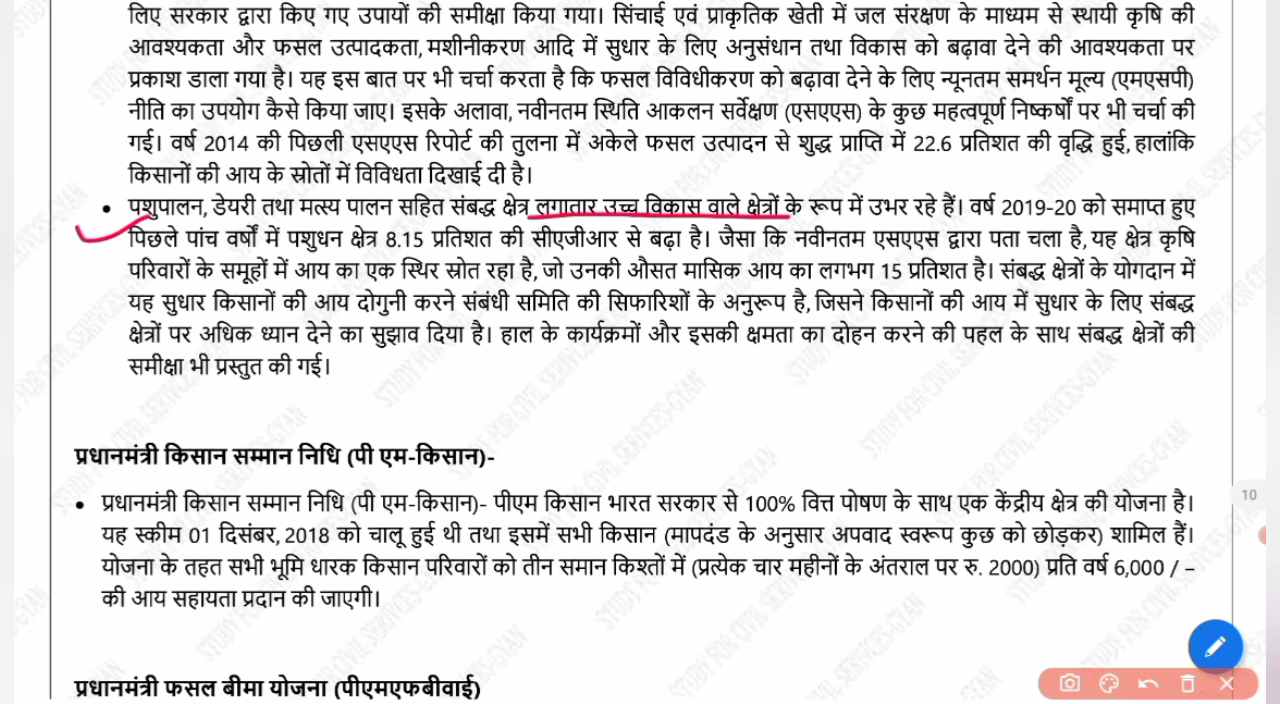 लिए सरकार द्वारा किए गए उपायों की समीक्षा किया गया। सिंचाई एवं प्राकृतिक खेती में जल संरक्षण के माध्यम से स्थायी कृषि की
आवश्यकता और फसल उत्पादकता, मशीनीकरण आदि में सुधार के लिए अनुसंधान तथा विकास को बढ़ावा देने की आवश्यकता पर
प्रकाश डाला गया है। यह इस बात पर भी चर्चा करता है कि फसल विविधीकरण को बढ़ावा देने के लिए न्यूनतम समर्थन मूल्य (एमएसपी)
नीति का उपयोग कैसे किया जाए। इसके अलावा, नवीनतम स्थिति आकलन सर्वेक्षण (एसएएस) के कुछ महत्वपूर्ण निष्कर्षों पर भी चर्चा की
गई। वर्ष 2014 की पिछली एसएएस रिपोर्ट की तुलना में अकेले फसल उत्पादन से शुद्ध प्राप्ति में 22.6 प्रतिशत की वृद्धि हुई, हालांकि
किसानों की आय के स्रोतों में विविधता दिखाई दी है।
• पशुपालन, डेयरी तथा मत्स्य पालन सहित संबद्ध क्षेत्र लगातार उच्च विकास वाले क्षेत्रों के रूप में उभर रहे हैं। वर्ष 2019-20 को समाप्त हुए
पिछले पांच वर्षों में पशुधन क्षेत्र 8.15 प्रतिशत की सीएजीआर से बढ़ा है। जैसा कि नवीनतम एसएएस द्वारा पता चला है, यह क्षेत्र कृषि
परिवारों के समूहों में आय का एक स्थिर स्रोत रहा है, जो उनकी औसत मासिक आय का लगभग 15 प्रतिशत है। संबद्ध क्षेत्रों के योगदान में
यह सुधार किसानों की आय दोगुनी करने संबंधी समिति की सिफारिशों के अनुरूप है, जिसने किसानों की आय में सुधार के लिए संबद्ध
क्षेत्रों पर अधिक ध्यान देने का सुझाव दिया है। हाल के कार्यक्रमों और इसकी क्षमता का दोहन करने की पहल के साथ संबद्ध क्षेत्रों की
समीक्षा भी प्रस्तुत की गई।
प्रधानमंत्री किसान सम्मान निधि (पी एम-किसान)-
• प्रधानमंत्री किसान सम्मान निधि (पी एम-किसान)- पीएम किसान भारत सरकार से 100% वित्त पोषण के साथ एक केंद्रीय क्षेत्र की योजना है।
यह स्कीम 01 दिसंबर, 2018 को चालू हुई थी तथा इसमें सभी किसान (मापदंड के अनुसार अपवाद स्वरूप कुछ को छोड़कर) शामिल हैं।
योजना के तहत सभी भूमि धारक किसान परिवारों को तीन समान किश्तों में (प्रत्येक चार महीनों के अंतराल पर रु. 2000) प्रति वर्ष 6,000 / –
की आय सहायता प्रदान की जाएगी।
10
प्रधानमंत्री फसल बीमा योजना (पीएमएफबीवाई)